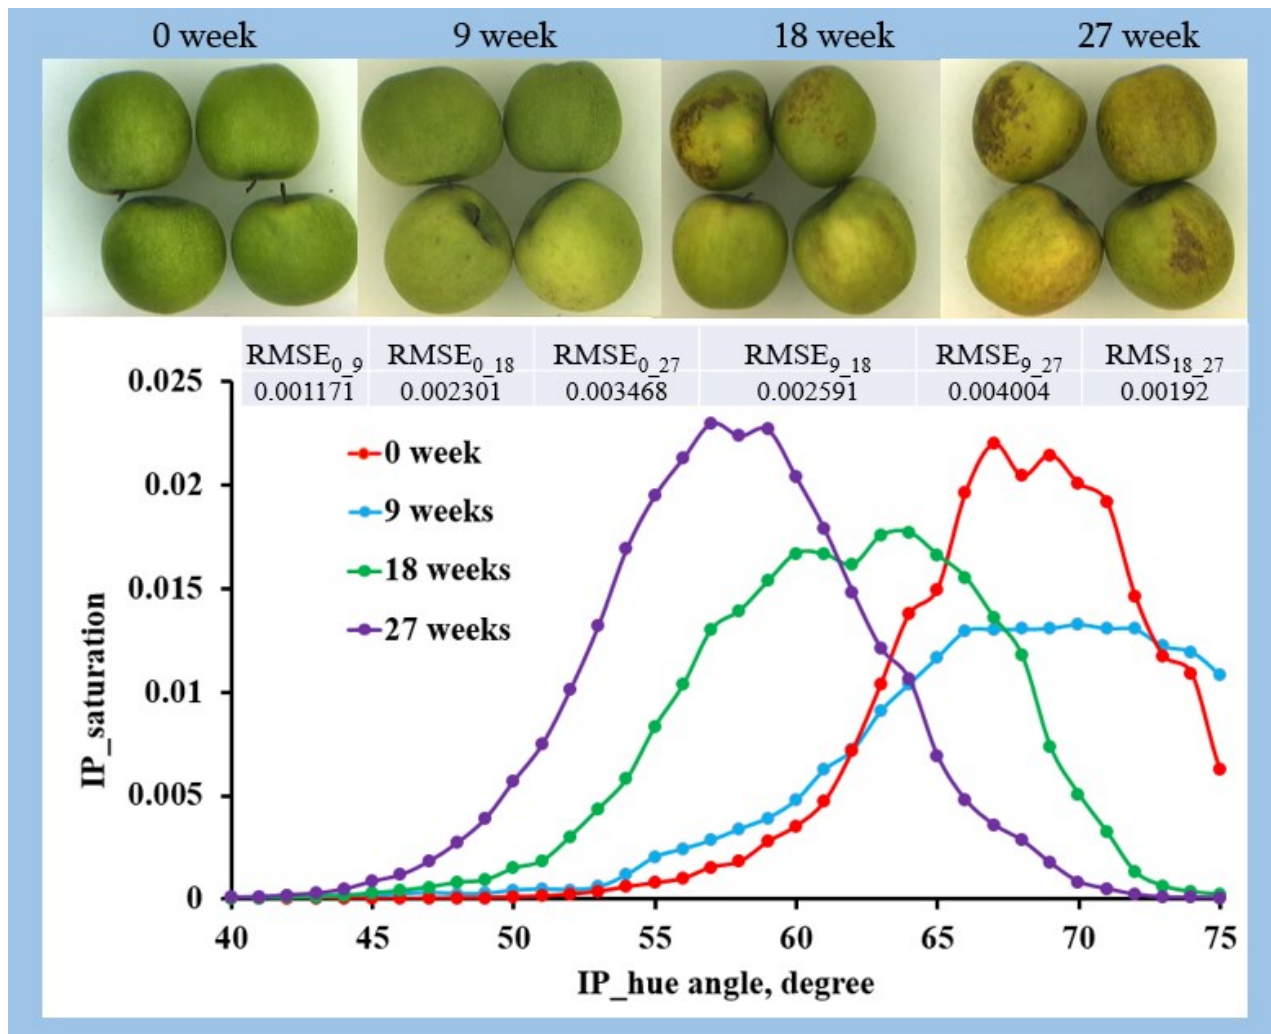 0 week 9 week 18 week 27 week
RMSE0_9 RMSE0_18 RMSE0_27 RMSE9_18 RMSE9_27 RMS18_27
0.001171 0.002301 0.003468 0.002591 0.004004 0.00192
0.025
0 week
0.02
9 weeks
18 weeks
0.015
27 weeks
IP_saturation
0.01
0.005
0
40 45 50 55 60 65 70 75
IP_hue angle, degree